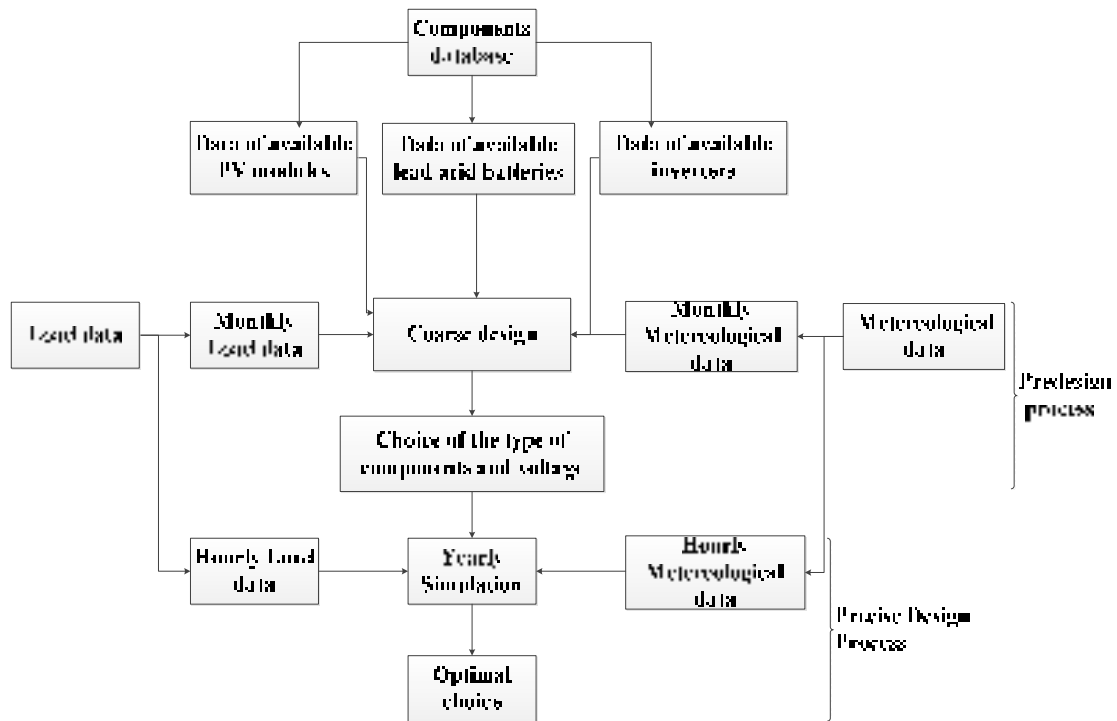 Components
database
Data of available
PV modules
Data of available
lead acid batteries
Data of available
inverters
Load data
Monthly
Load data
Coarse design
Monthly
Metereological
data
Metereological
data
Predesign
process
Choice of the type of
components and voltage
Hourly Load
data
Yearly
Simulation
Hourly
Metereological
data
Precise Design
Process
Optimal
choice